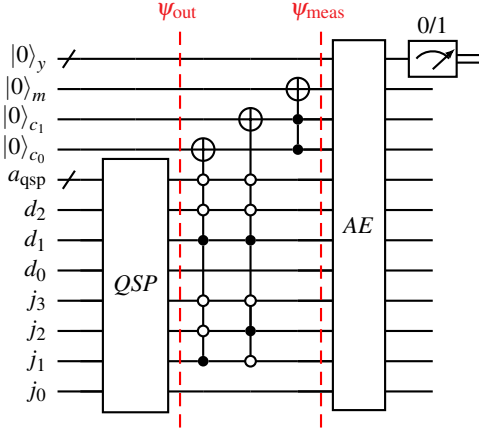 ψout ψmeas 0/1
|0⟩y
|0⟩m
|0⟩c1
|0⟩c0
aqsp
d2
d1
d0
j3
j2
j1
j0
QSP
AE